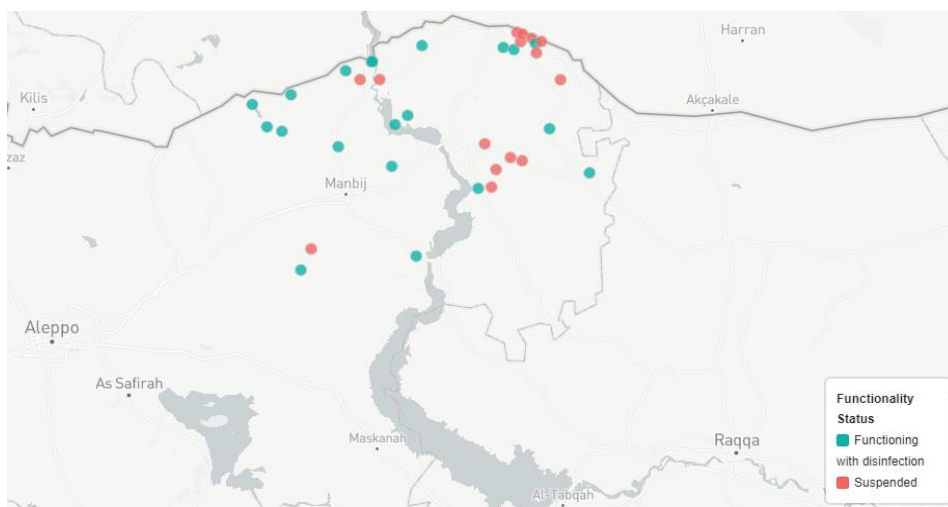 Harran
Kilis
Akçakale
zaz
Manbij
Aleppo
As Safirah
Functionality
Status
Functioning
with disinfection
Suspended
Maskanah
Raqqa
Al-Tabqah